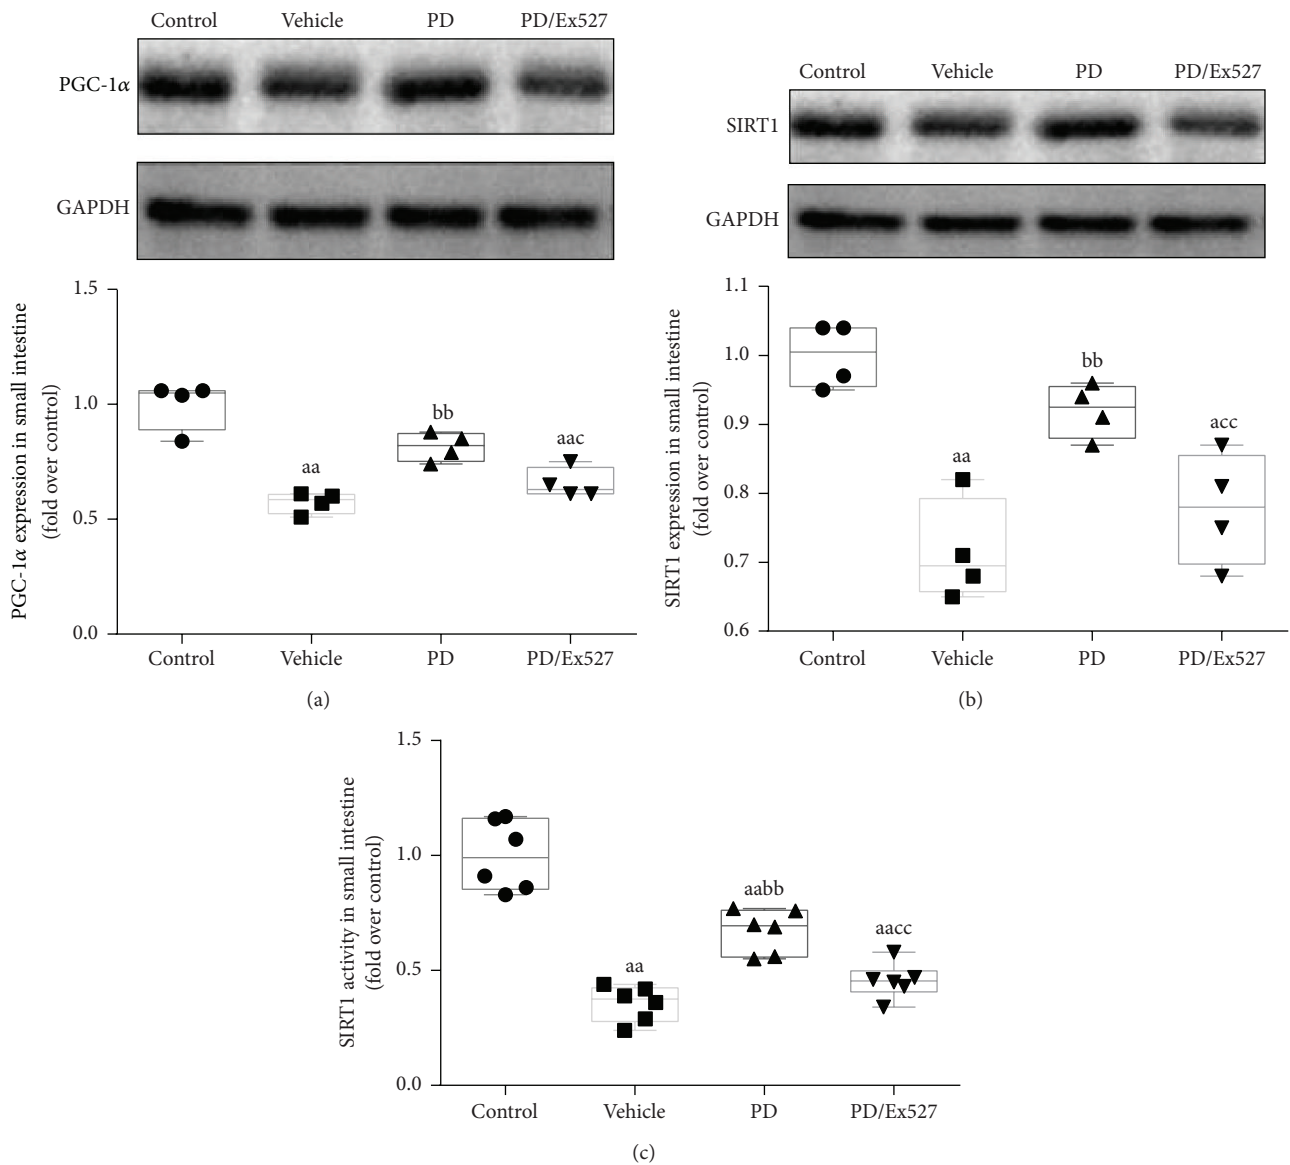 Control Vehicle PD PD/Ex527
PGC-1α
GAPDH
1.5
1.0
0.5
0.0
PGC-1α expression in small intestine
(fold over control)
aa
bb
aac
Control Vehicle PD PD/Ex527
(a)
Control Vehicle PD PD/Ex527
SIRT1
GAPDH
1.1
1.0
0.9
0.8
0.7
0.6
SIRT1 expression in small intestine
(fold over control)
aa
bb
acc
Control Vehicle PD PD/Ex527
(b)
1.5
1.0
0.5
0.0
SIRT1 activity in small intestine
(fold over control)
aa
aabb
aacc
Control Vehicle PD PD/Ex527
(c)